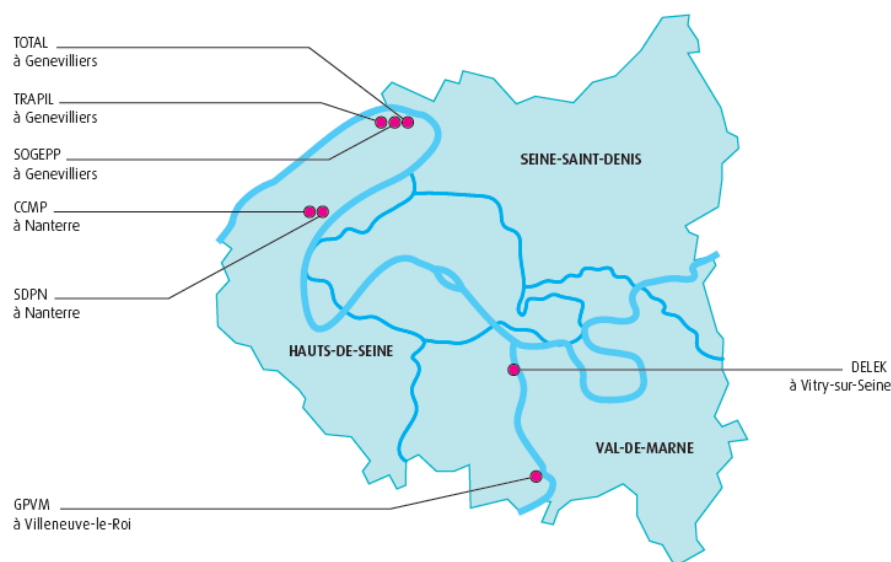 TOTAL
à Genevilliers
TRAPIL
à Genevilliers
SOGEPP
à Genevilliers
SEINE-SAINT-DENIS
CCMP
à Nanterre
SDPN
à Nanterre
HAUTS-DE-SEINE
DELEK
à Vitry-sur-Seine
VAL-DE-MARNE
GPVM
à Villeneuve-le-Roi